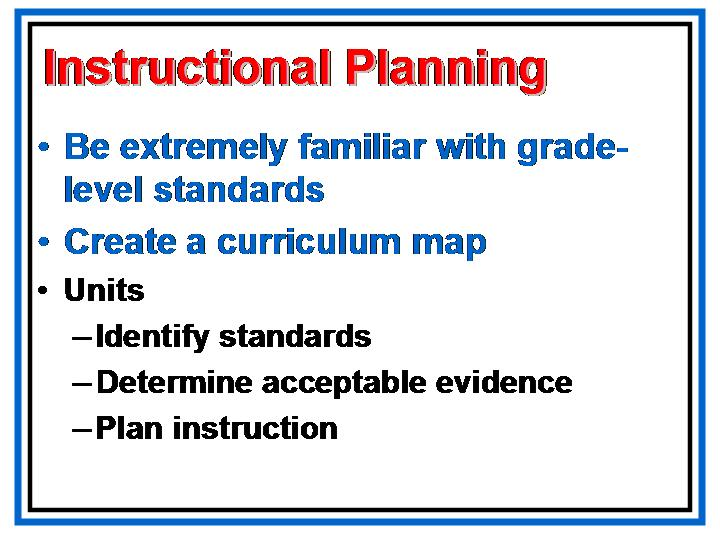 Instructional Planning
• Be extremely familiar with grade-
level standards
• Create a curriculum map
• Units
– Identify standards
– Determine acceptable evidence
– Plan instruction